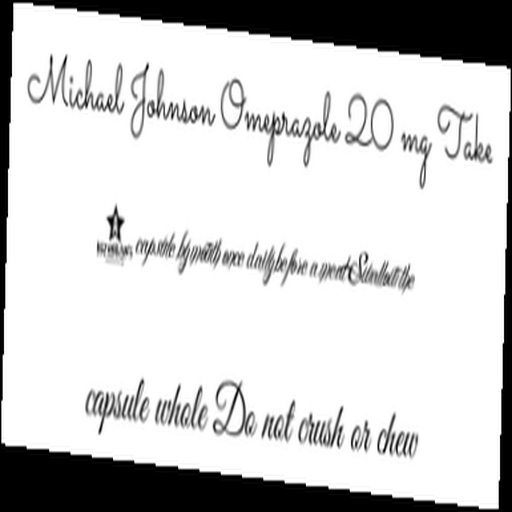 Michael Johnson Omeprazole 20 mg Take
capsule by mouth once daily before a meal Swallow the
capsule whole Do not crush or chew